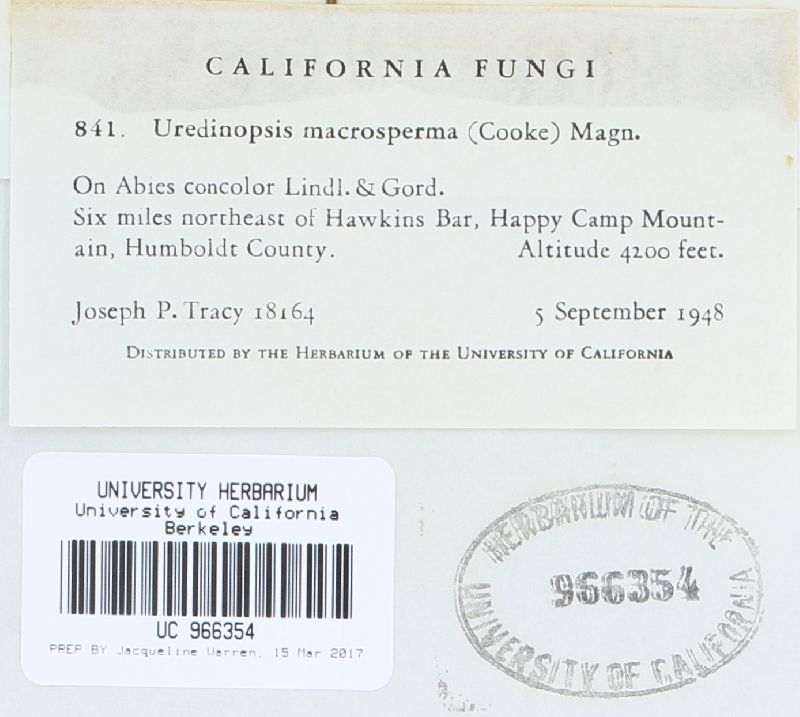 CALIFORNIA FUNGI
841. Uredinopsis macrosperma (Cooke) Magn.
On Abies concolor Lindl. & Gord.
Six miles northeast of Hawkins Bar, Happy Camp Mount-
ain, Humboldt County. Altitude 4200 feet.
Joseph P. Tracy 18164 5 September 1948
DISTRIBUTED BY THE HERBARIUM OF THE UNIVERSITY OF CALIFORNIA
UNIVERSITY HERBARIUM
University of California
Berkeley
UC 966354
PREP BY Jacqueline Warren, 15 Mar 2017
HERBARIUM OF THE
966354
UNIVERSITY OF CALIFORNIA